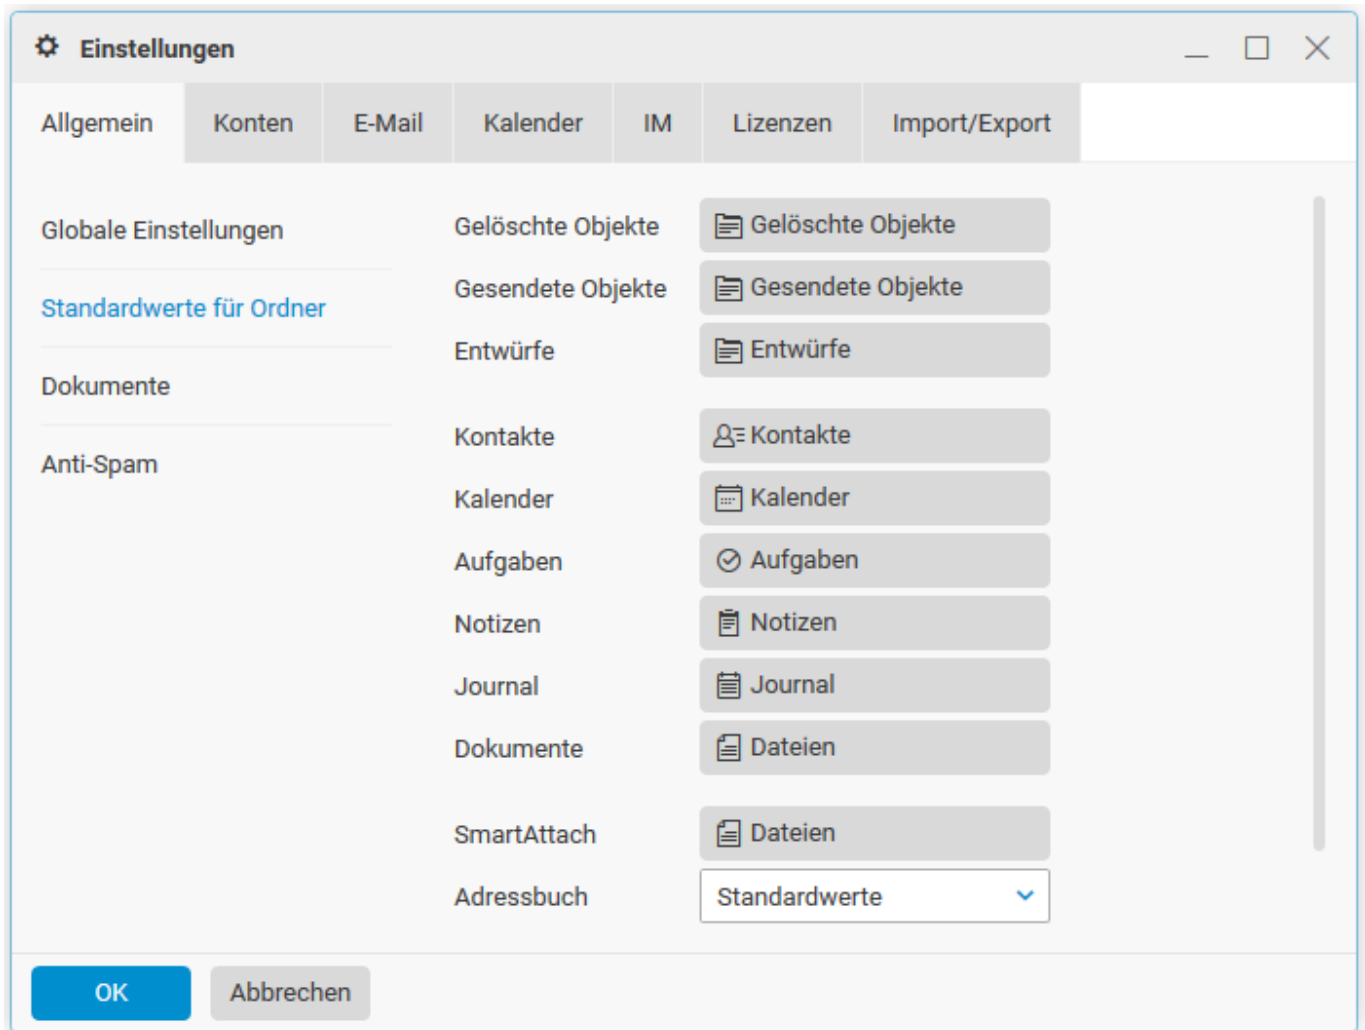 Einstellungen
Allgemein Konten E-Mail Kalender IM Lizenzen Import/Export
Globale Einstellungen
Standardwerte für Ordner
Dokumente
Anti-Spam
Gelöschte Objekte Gelöschte Objekte
Gesendete Objekte Gesendete Objekte
Entwürfe Entwürfe
Kontakte Kontakte
Kalender Kalender
Aufgaben Aufgaben
Notizen Notizen
Journal Journal
Dokumente Dateien
SmartAttach Dateien
Adressbuch Standardwerte
OK Abbrechen